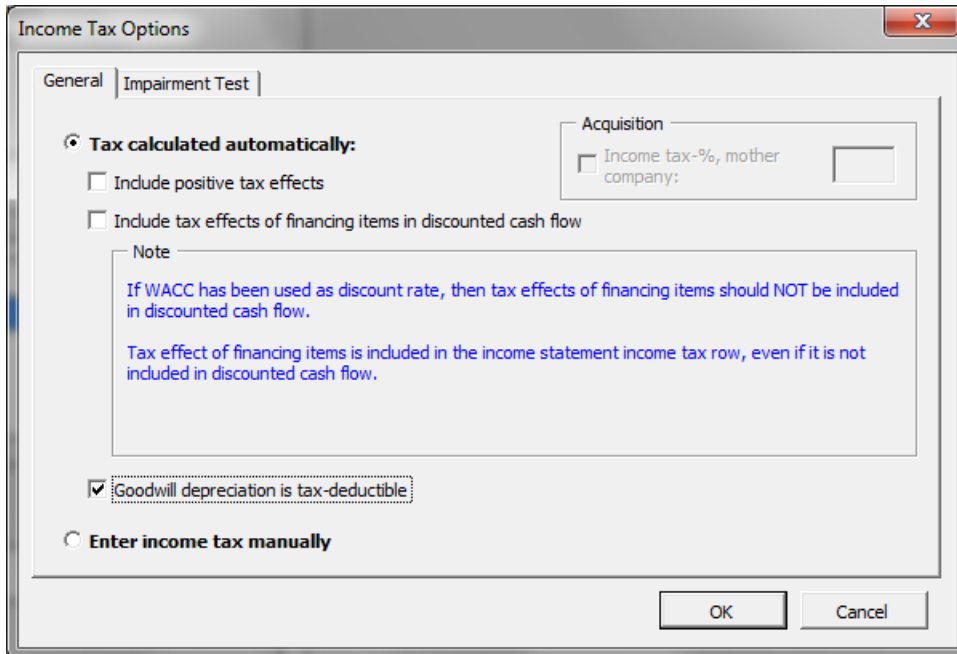 Income Tax Options
General
Impairment Test
Tax calculated automatically:
Acquisition
Income tax-%, mother
company:
Include positive tax effects
Include tax effects of financing items in discounted cash flow
Note
If WACC has been used as discount rate, then tax effects of financing items should NOT be included
in discounted cash flow.
Tax effect of financing items is included in the income statement income tax row, even if it is not
included in discounted cash flow.
Goodwill depreciation is tax-deductible
Enter income tax manually
OK
Cancel